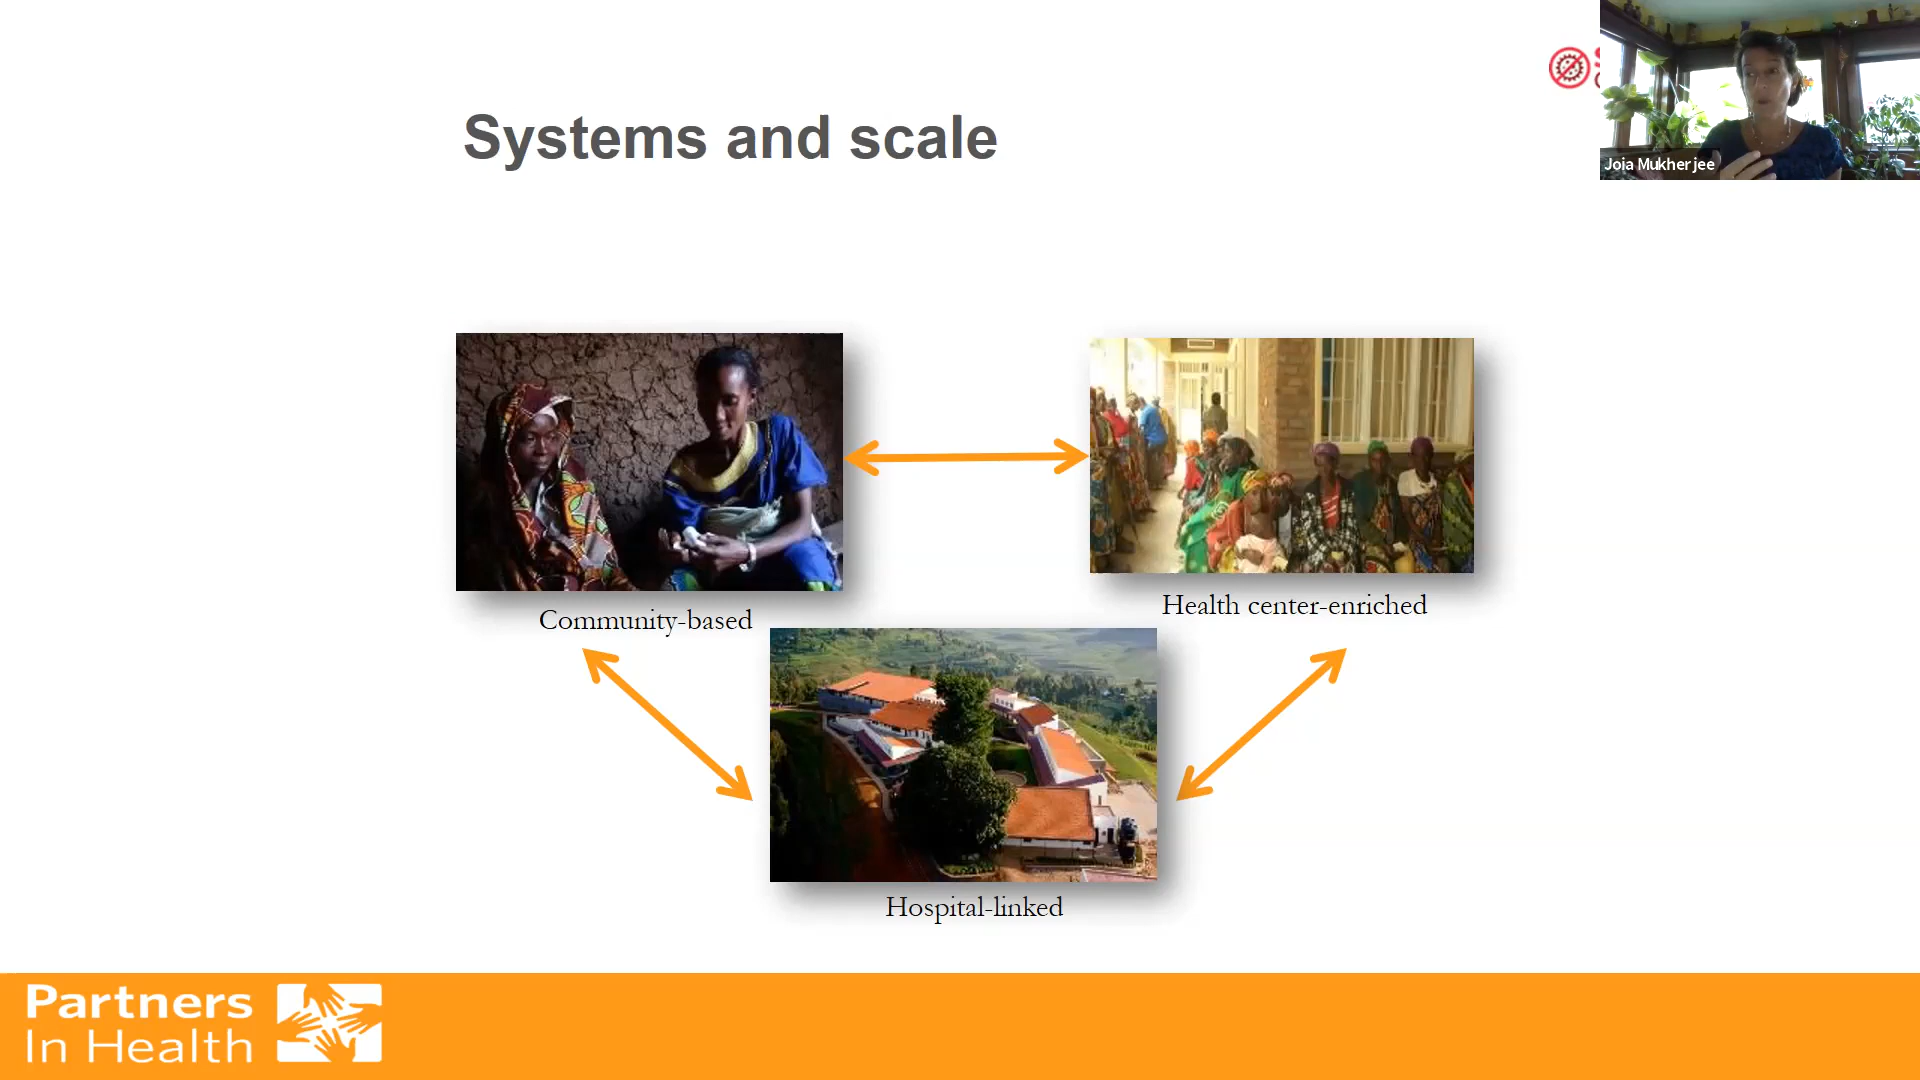 Systems and scale
Joia Mukherjee
Community-based
Health center-enriched
Hospital-linked
Partners
In Health